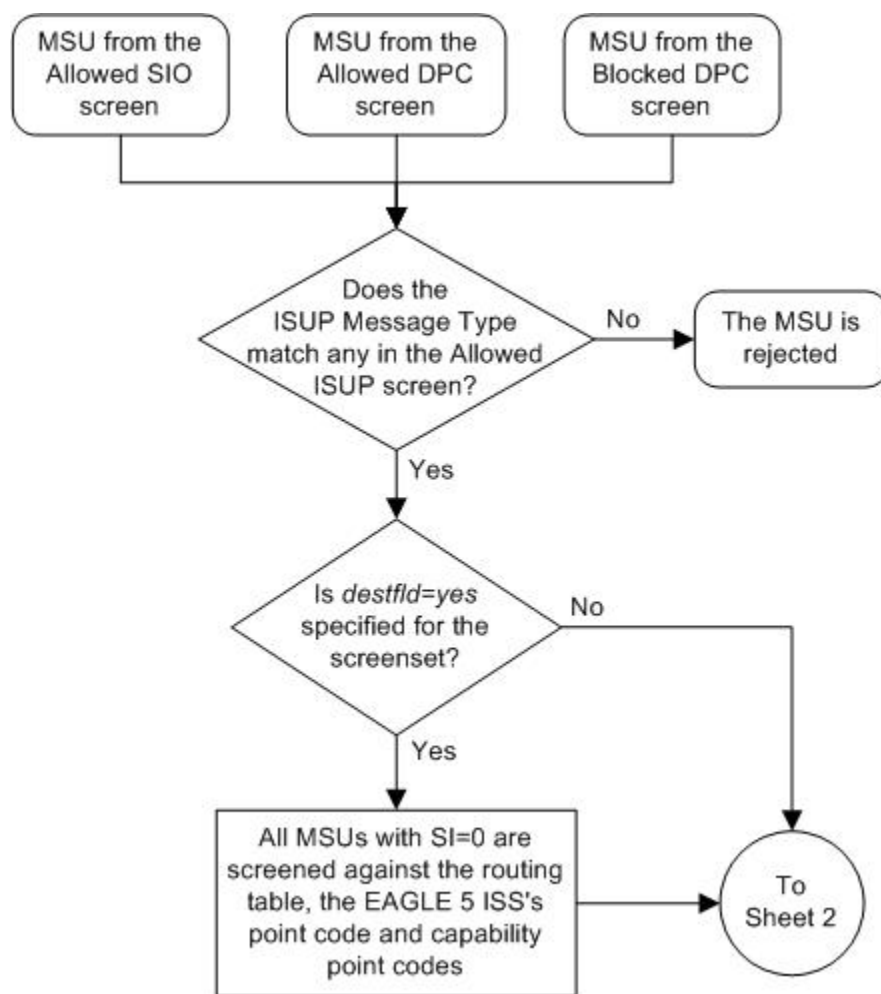 MSU from the
Allowed SIO
screen
MSU from the
Allowed DPC
screen
MSU from the
Blocked DPC
screen
Does the
ISUP Message Type
match any in the Allowed
ISUP screen?
No
The MSU is
rejected
Yes
Is destfld=yes
specified for the
screenset?
No
Yes
All MSUs with SI=0 are
screened against the routing
table, the EAGLE 5 ISS's
point code and capability
point codes
To
Sheet 2